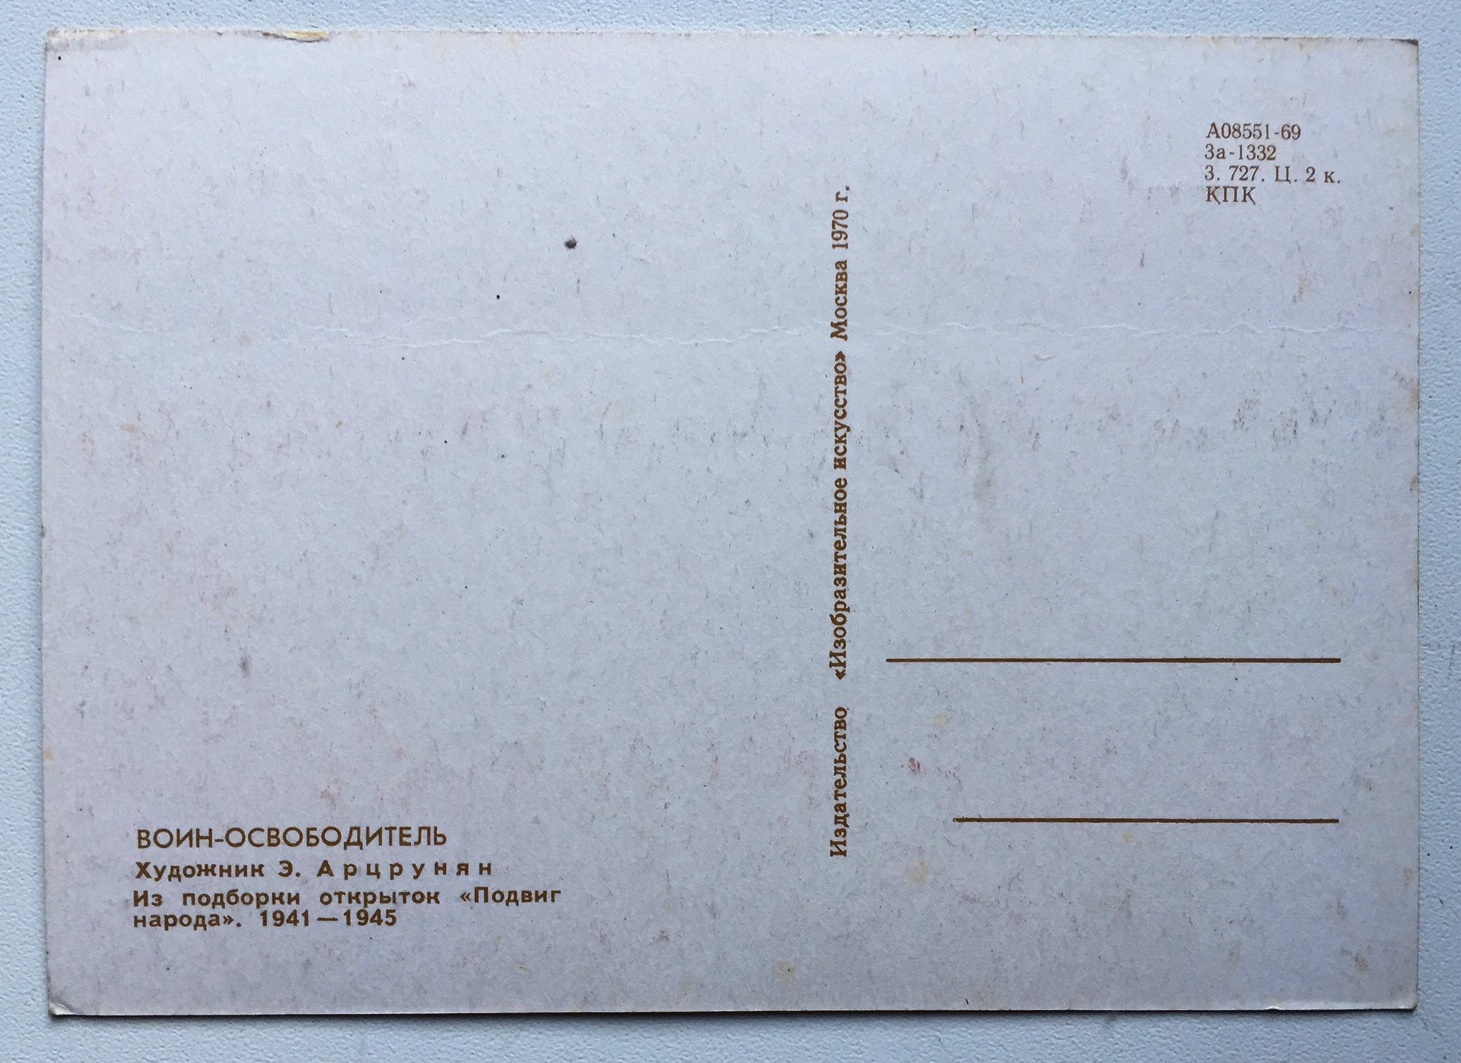 А08551-69
За-1332
З. 727. Ц. 2 к.
КПК
Издательство «Изобразительное искусство» Москва 1970 г.
ВОИН-ОСВОБОДИТЕЛЬ
Художник Э. Арцрунян
Из подборки открыток «Подвиг
народа». 1941—1945